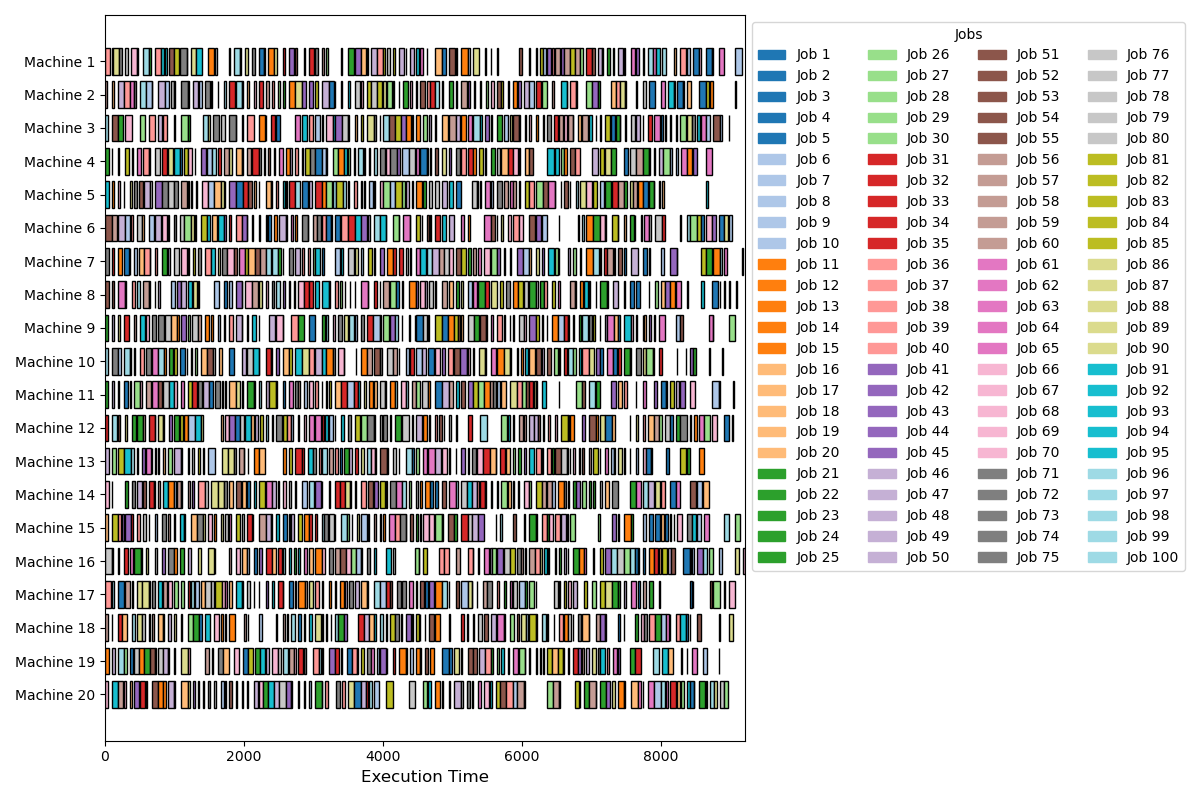 Machine 1
Machine 2
Machine 3
Machine 4
Machine 5
Machine 6
Machine 7
Machine 8
Machine 9
Machine 10
Machine 11
Machine 12
Machine 13
Machine 14
Machine 15
Machine 16
Machine 17
Machine 18
Machine 19
Machine 20
0 2000 4000 6000 8000
Execution Time
Jobs
Job 1 Job 26 Job 51 Job 76
Job 2 Job 27 Job 52 Job 77
Job 3 Job 28 Job 53 Job 78
Job 4 Job 29 Job 54 Job 79
Job 5 Job 30 Job 55 Job 80
Job 6 Job 31 Job 56 Job 81
Job 7 Job 32 Job 57 Job 82
Job 8 Job 33 Job 58 Job 83
Job 9 Job 34 Job 59 Job 84
Job 10 Job 35 Job 60 Job 85
Job 11 Job 36 Job 61 Job 86
Job 12 Job 37 Job 62 Job 87
Job 13 Job 38 Job 63 Job 88
Job 14 Job 39 Job 64 Job 89
Job 15 Job 40 Job 65 Job 90
Job 16 Job 41 Job 66 Job 91
Job 17 Job 42 Job 67 Job 92
Job 18 Job 43 Job 68 Job 93
Job 19 Job 44 Job 69 Job 94
Job 20 Job 45 Job 70 Job 95
Job 21 Job 46 Job 71 Job 96
Job 22 Job 47 Job 72 Job 97
Job 23 Job 48 Job 73 Job 98
Job 24 Job 49 Job 74 Job 99
Job 25 Job 50 Job 75 Job 100